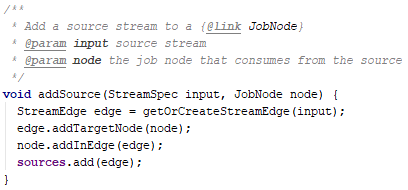 /**
 * Add a source stream to a {@link JobNode}
 * @param input source stream
 * @param node the job node that consumes from the source
 */
void addSource(StreamSpec input, JobNode node) {
  StreamEdge edge = getOrCreateStreamEdge(input);
  edge.addTargetNode(node);
  node.addInEdge(edge);
  sources.add(edge);
}